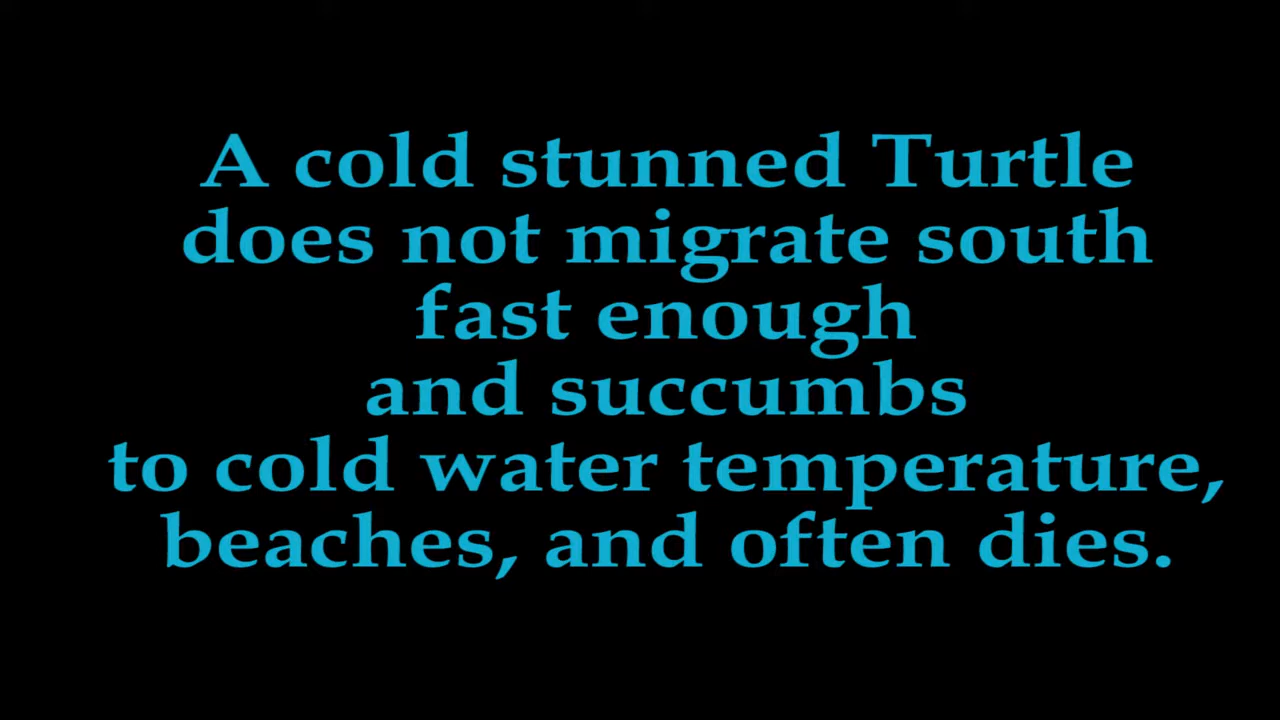 A cold stunned Turtle
does not migrate south
fast enough
and succumbs
to cold water temperature,
beaches, and often dies.